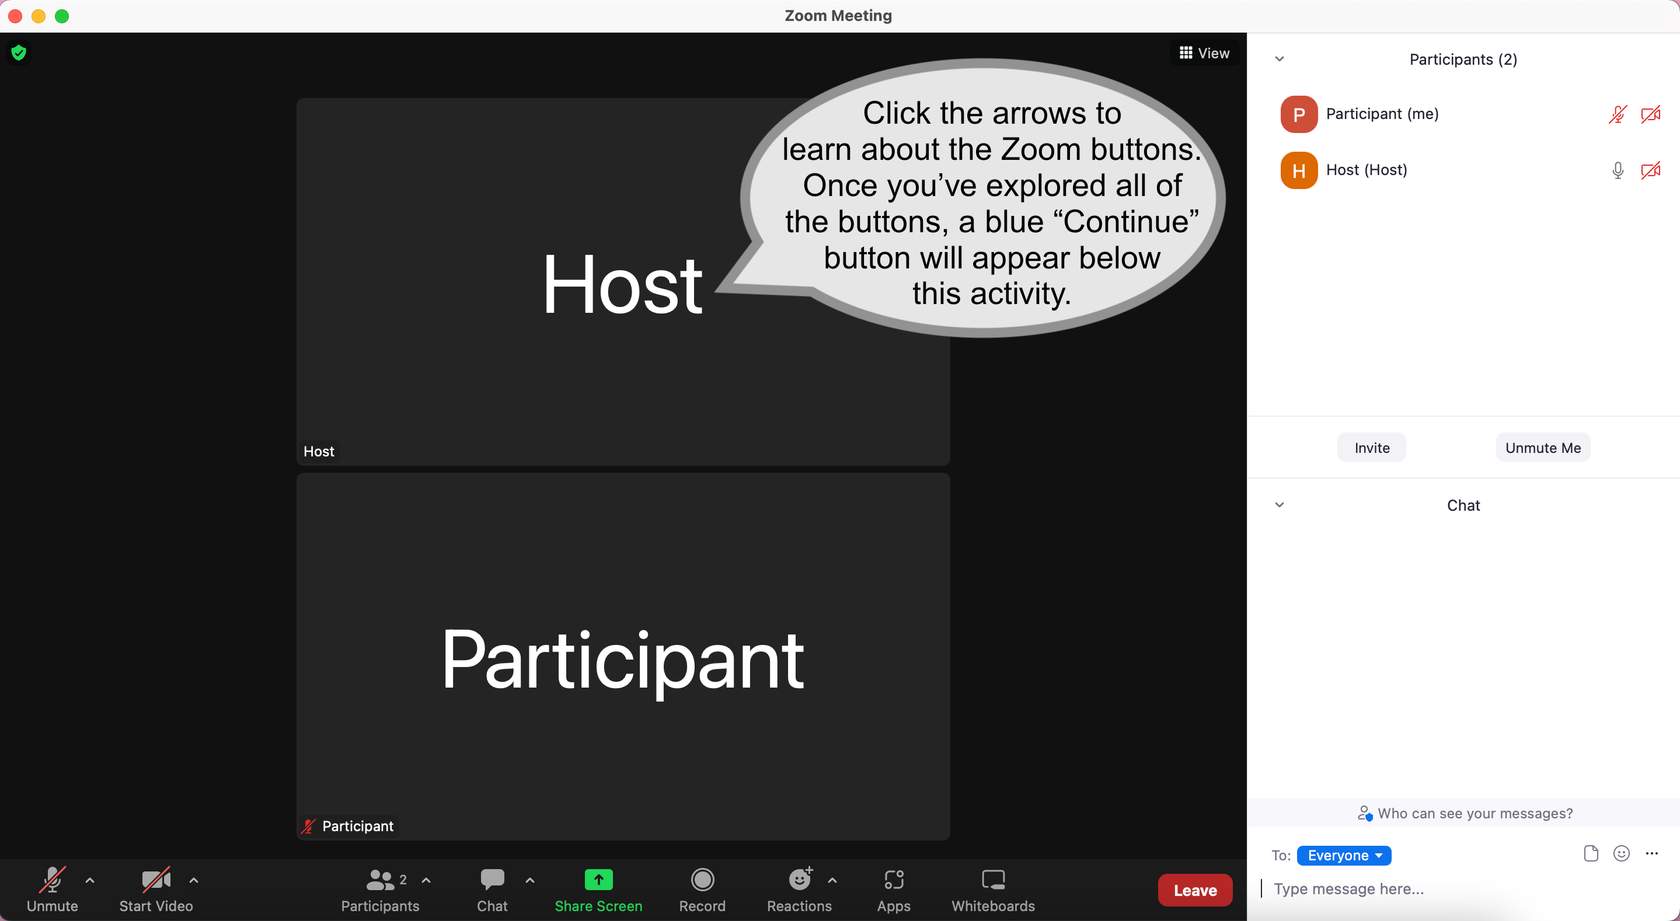 Zoom Meeting
View
Click the arrows to
learn about the Zoom buttons.
Once you’ve explored all of
the buttons, a blue “Continue”
button will appear below
this activity.
Host
Host
Participant
Participant
Unmute
Start Video
2
Participants
Chat
Share Screen
Record
Reactions
Apps
Whiteboards
Leave
Participants (2)
P Participant (me)
H Host (Host)
Invite Unmute Me
Chat
Who can see your messages?
To: Everyone
Type message here...